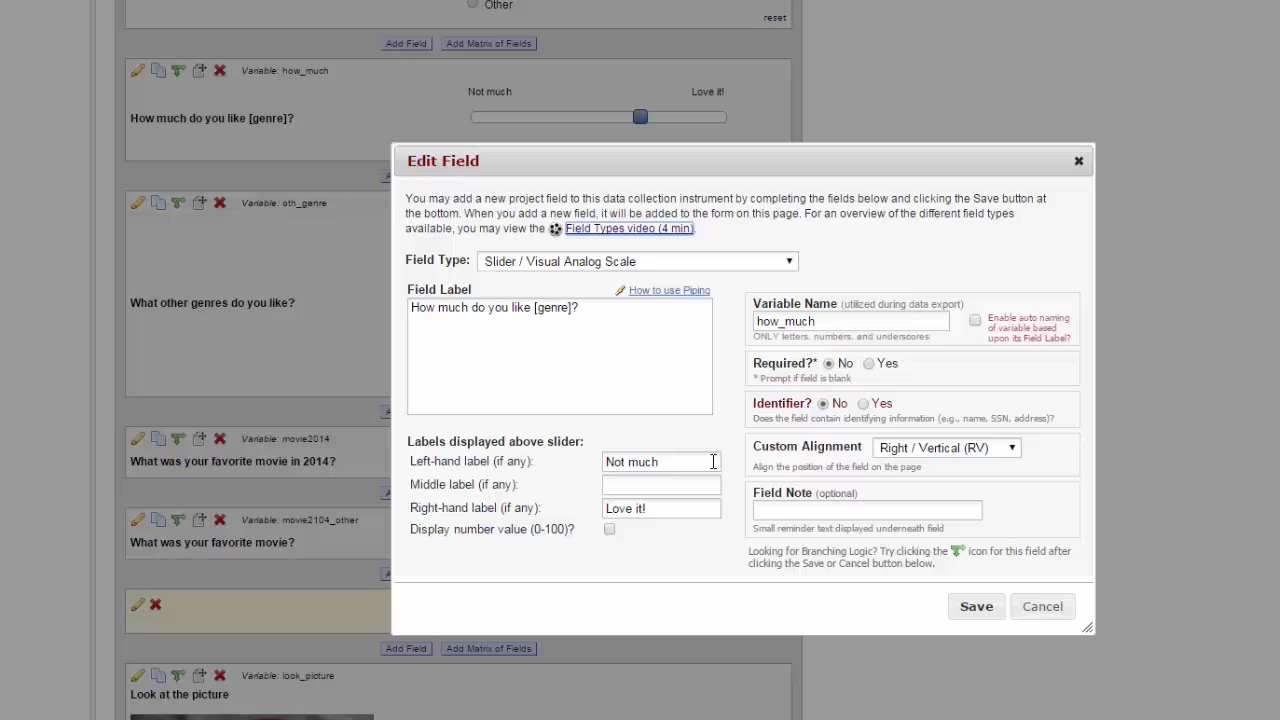 Other
reset
Add Field Add Matrix of Fields
Variable: how_much
Not much Love it!
How much do you like [genre]?
Variable: oth_genre
What other genres do you like?
Variable: movie2014
What was your favorite movie in 2014?
Variable: movie2104_other
What was your favorite movie?
Add Field Add Matrix of Fields
Variable: look_picture
Look at the picture
Edit Field
You may add a new project field to this data collection instrument by completing the fields below and clicking the Save button at
the bottom. When you add a new field, it will be added to the form on this page. For an overview of the different field types
available, you may view the Field Types video (4 min).
Field Type: Slider / Visual Analog Scale
Field Label How to use Piping
How much do you like [genre]?
Labels displayed above slider:
Left-hand label (if any): Not much
Middle label (if any):
Right-hand label (if any): Love it!
Display number value (0-100)?
Variable Name (utilized during data export)
how_much
ONLY letters, numbers, and underscores
Enable auto naming
of variable based
upon its Field Label?
Required?* No Yes
* Prompt if field is blank
Identifier? No Yes
Does the field contain identifying information (e.g., name, SSN, address)?
Custom Alignment Right / Vertical (RV)
Align the position of the field on the page
Field Note (optional)
Small reminder text displayed underneath field
Looking for Branching Logic? Try clicking the icon for this field after
clicking the Save or Cancel button below.
Save Cancel